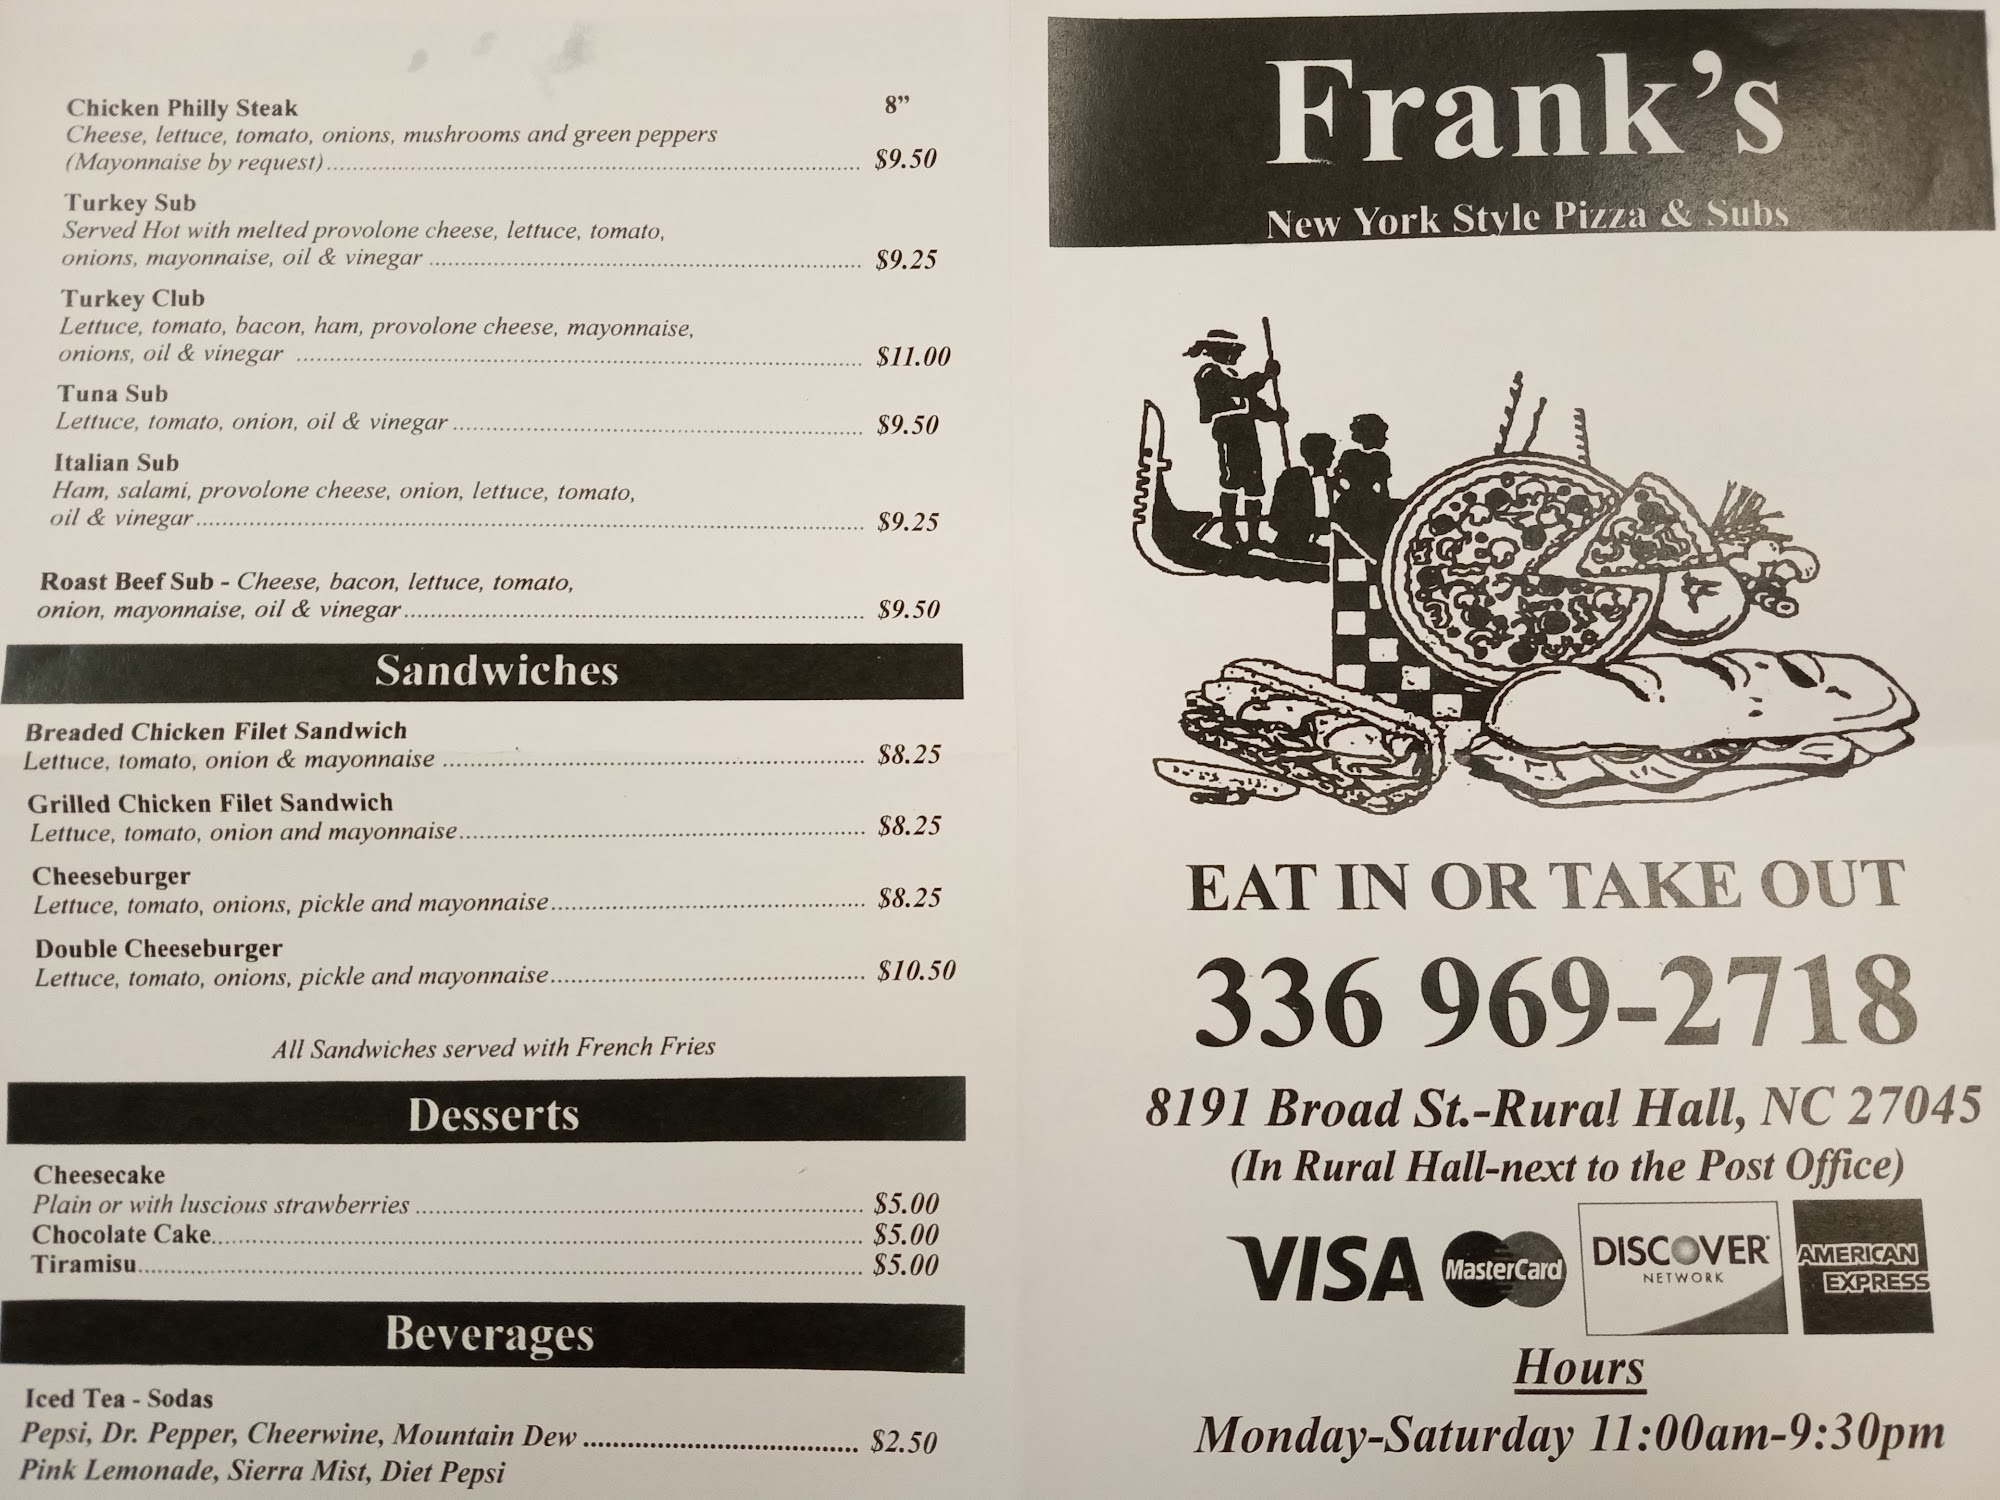 Chicken Philly Steak 8”
Cheese, lettuce, tomato, onions, mushrooms and green peppers
(Mayonnaise by request) $9.50
Turkey Sub
Served Hot with melted provolone cheese, lettuce, tomato,
onions, mayonnaise, oil & vinegar $9.25
Turkey Club
Lettuce, tomato, bacon, ham, provolone cheese, mayonnaise,
onions, oil & vinegar $11.00
Tuna Sub
Lettuce, tomato, onion, oil & vinegar $9.50
Italian Sub
Ham, salami, provolone cheese, onion, lettuce, tomato,
oil & vinegar $9.25
Roast Beef Sub - Cheese, bacon, lettuce, tomato,
onion, mayonnaise, oil & vinegar $9.50
Sandwiches
Breaded Chicken Filet Sandwich
Lettuce, tomato, onion & mayonnaise $8.25
Grilled Chicken Filet Sandwich
Lettuce, tomato, onion and mayonnaise $8.25
Cheeseburger
Lettuce, tomato, onions, pickle and mayonnaise $8.25
Double Cheeseburger
Lettuce, tomato, onions, pickle and mayonnaise $10.50
All Sandwiches served with French Fries
Desserts
Cheesecake
Plain or with luscious strawberries $5.00
Chocolate Cake $5.00
Tiramisu $5.00
Beverages
Iced Tea - Sodas
Pepsi, Dr. Pepper, Cheerwine, Mountain Dew $2.50
Pink Lemonade, Sierra Mist, Diet Pepsi
Frank’s
New York Style Pizza & Subs
EAT IN OR TAKE OUT
336 969-2718
8191 Broad St.-Rural Hall, NC 27045
(In Rural Hall-next to the Post Office)
VISA MasterCard DISCOVER NETWORK AMERICAN EXPRESS
Hours
Monday-Saturday 11:00am-9:30pm